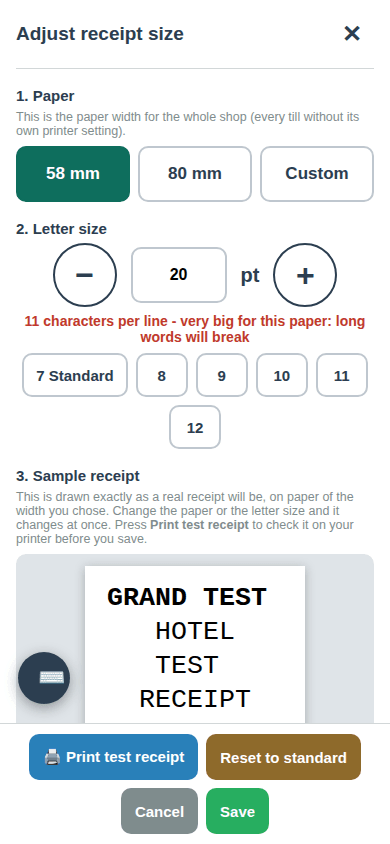 Adjust receipt size ✕
1. Paper
This is the paper width for the whole shop (every till without its
own printer setting).
58 mm 80 mm Custom
2. Letter size
− 20 pt +
11 characters per line - very big for this paper: long
words will break
7 Standard 8 9 10 11
12
3. Sample receipt
This is drawn exactly as a real receipt will be, on paper of the
width you chose. Change the paper or the letter size and it
changes at once. Press Print test receipt to check it on your
printer before you save.
GRAND TEST
HOTEL
TEST
RECEIPT
Print test receipt Reset to standard
Cancel Save